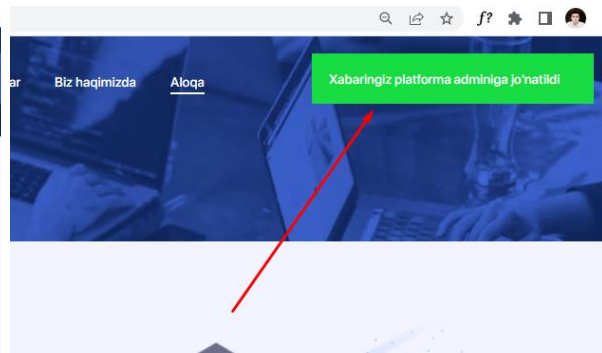 f?
ar Biz haqimizda Aloqa
Xabaringiz platforma adminiga jo'natildi